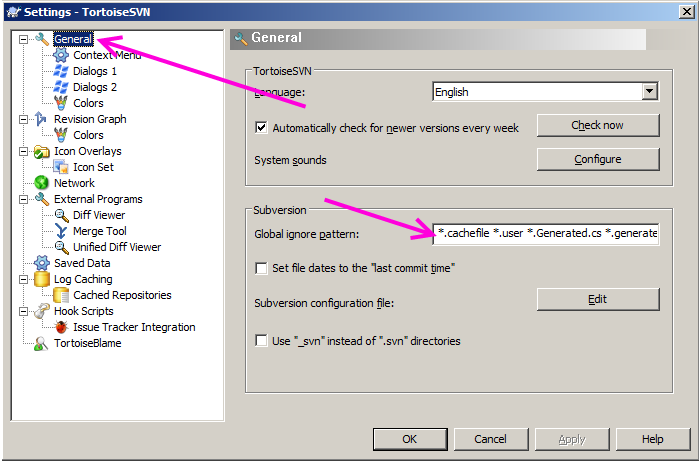 Settings - TortoiseSVN
General
Context Menu
Dialogs 1
Dialogs 2
Colors
Revision Graph
Colors
Icon Overlays
Icon Set
Network
External Programs
Diff Viewer
Merge Tool
Unified Diff Viewer
Saved Data
Log Caching
Cached Repositories
Hook Scripts
Issue Tracker Integration
TortoiseBlame
General
TortoiseSVN
Language:
English
Automatically check for newer versions every week
Check now
System sounds
Configure
Subversion
Global ignore pattern:
*.cachefile *.user *.Generated.cs *.generate
Set file dates to the "last commit time"
Subversion configuration file:
Edit
Use "_svn" instead of ".svn" directories
OK
Cancel
Apply
Help